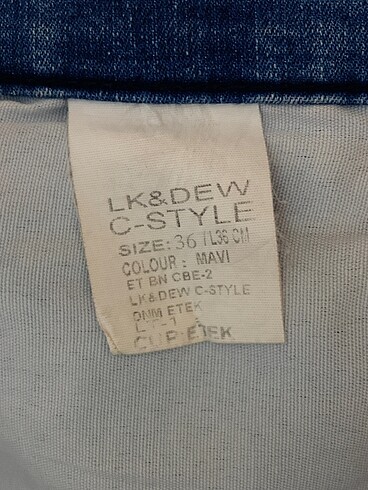 LK&DEW
C-STYLE
SIZE: 36 / L36 CM
COLOUR : MAVI
ET BN CBE-2
LK&DEW C-STYLE
DNM ETEK
ETEK